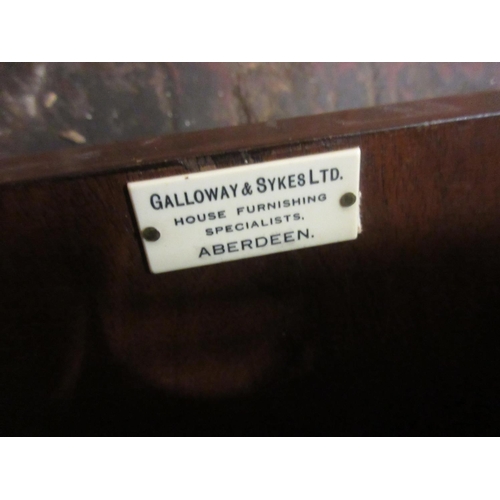 GALLOWAY & SYKES LTD.
HOUSE FURNISHING
SPECIALISTS,
ABERDEEN.